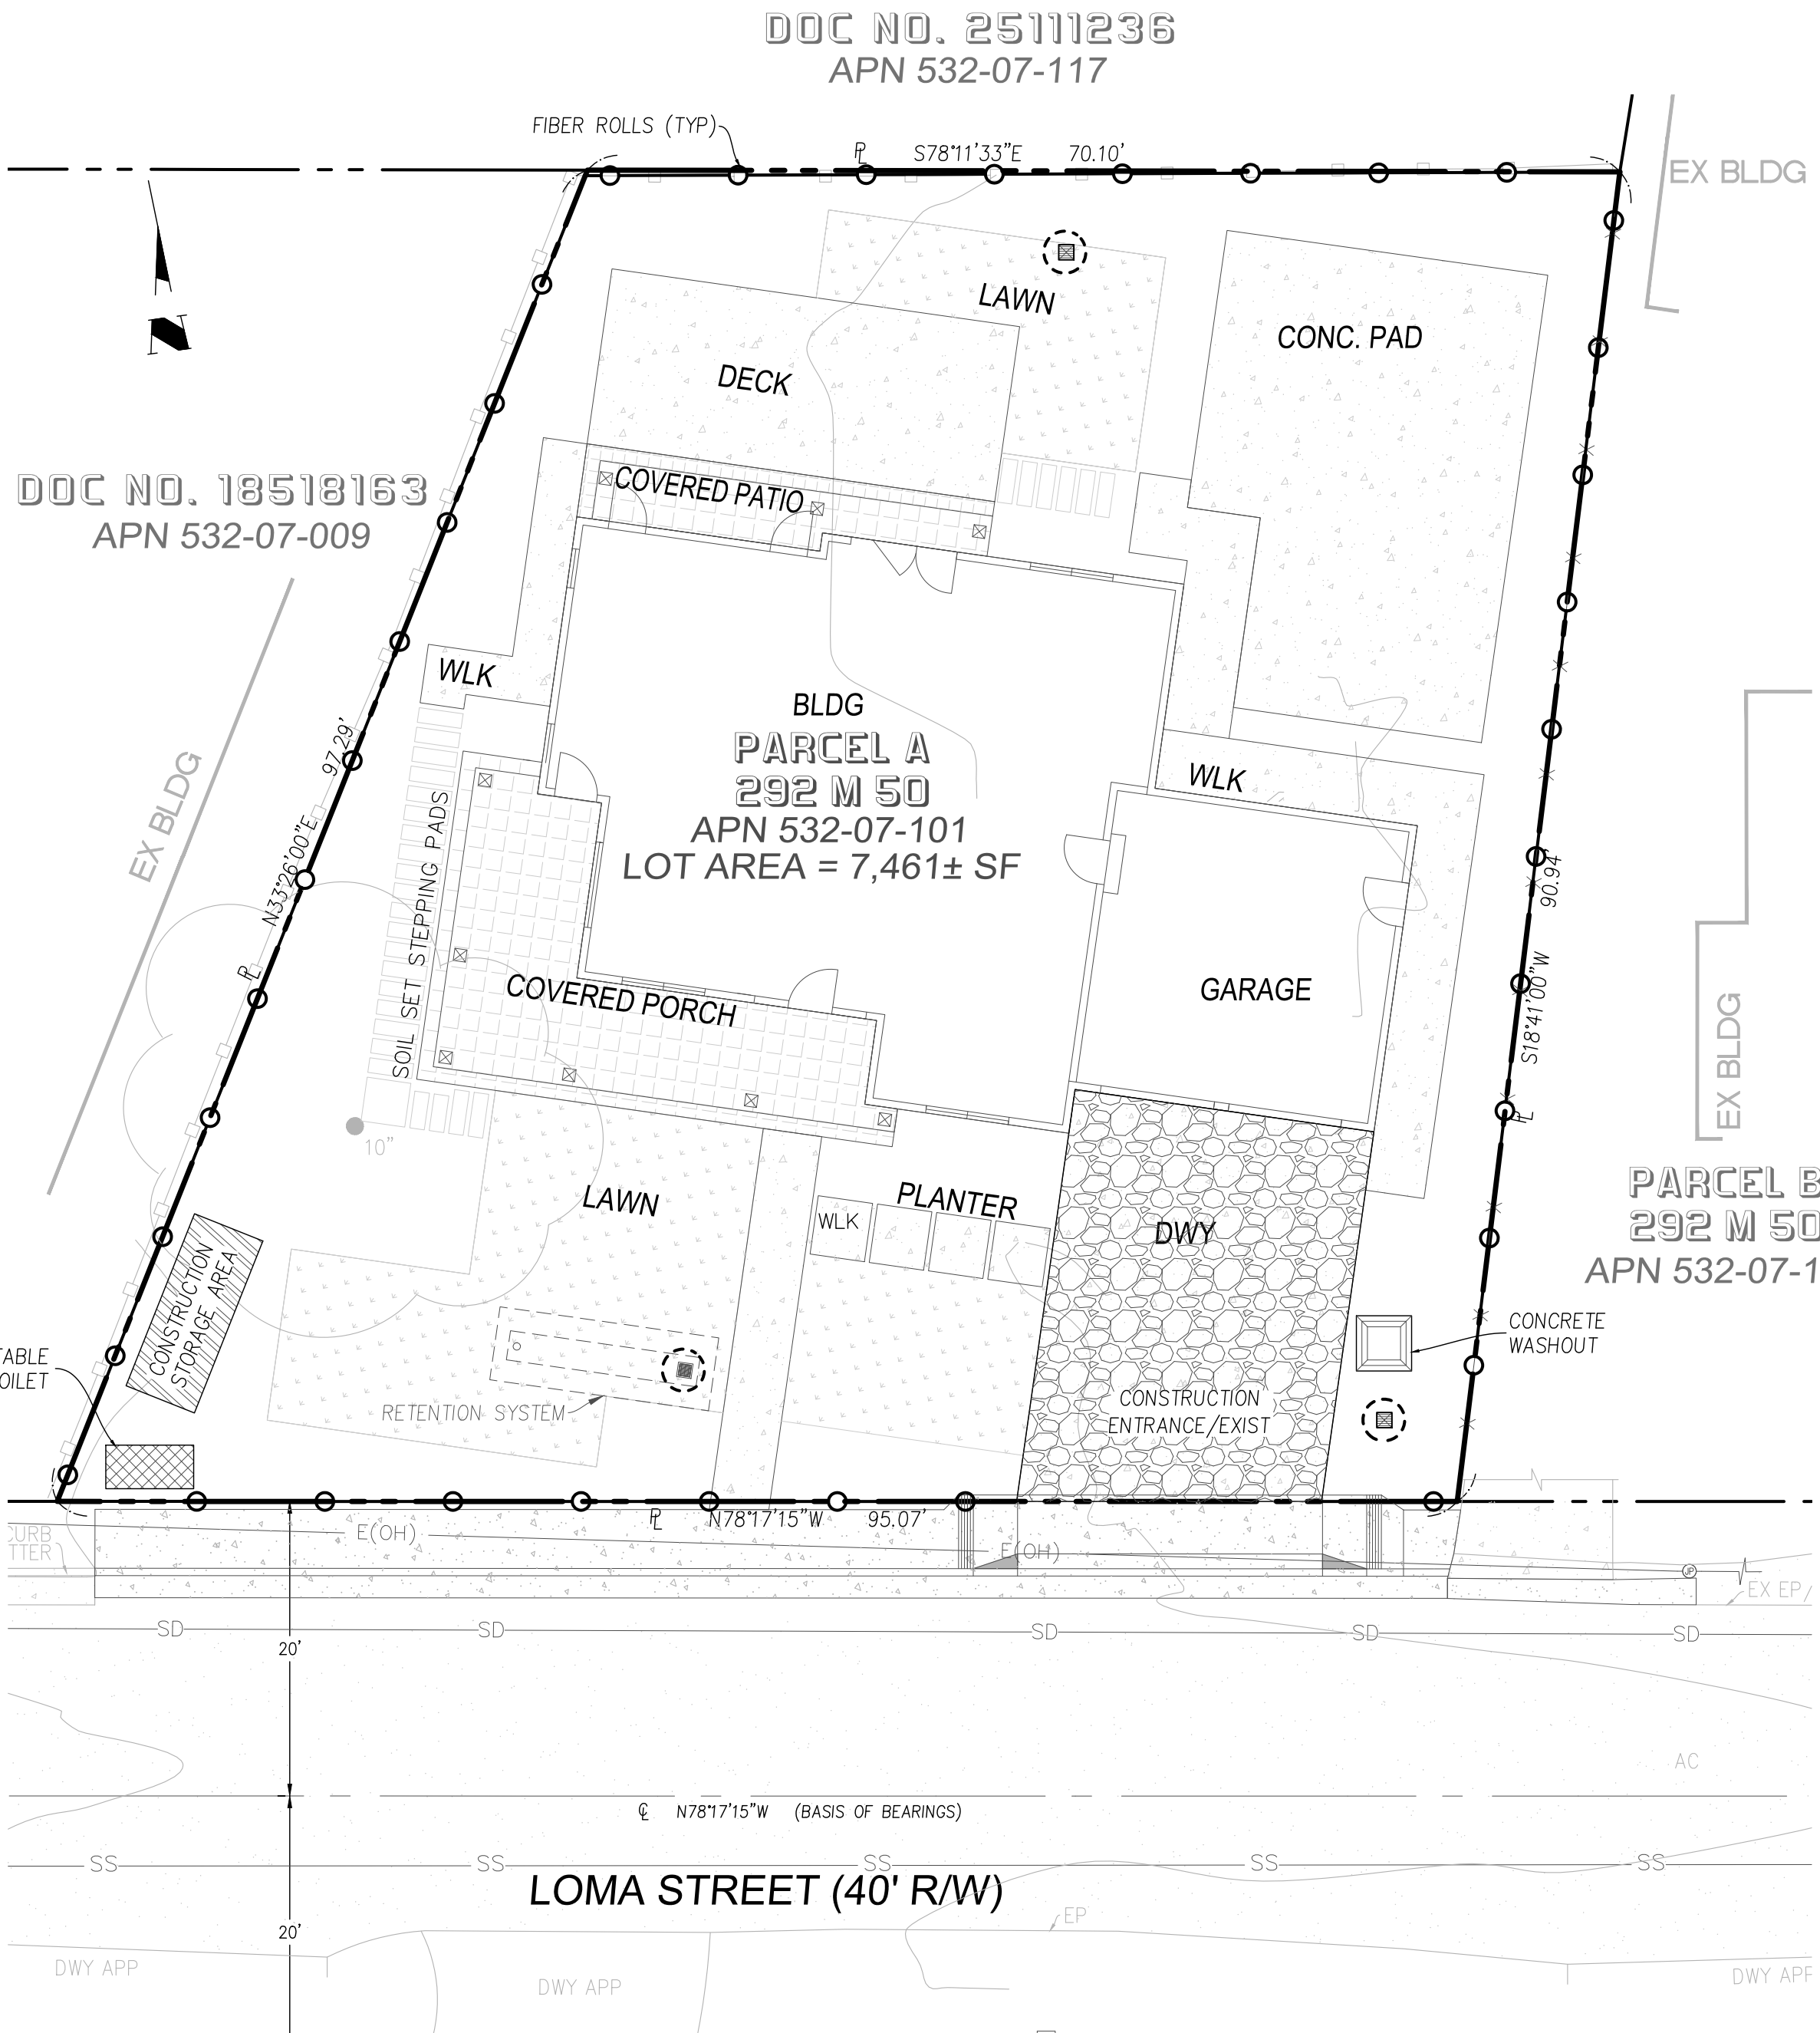 DOC NO. 25111236
APN 532-07-117
FIBER ROLLS (TYP)
PL
S78°11'33"E 70.10'
EX BLDG
N
LAWN
CONC. PAD
DECK
COVERED PATIO
DOC NO. 18518163
APN 532-07-009
WLK
BLDG
PARCEL A
292 M 50
APN 532-07-101
LOT AREA = 7,461± SF
WLK
97.29'
N33°26'00"E
PL
EX BLDG
SOIL SET STEPPING PADS
COVERED PORCH
GARAGE
90.94'
S18°41'00"W
PL
EX BLDG
10"
LAWN
PLANTER
WLK
DWY
PARCEL B
292 M 50
APN 532-07-1
CONSTRUCTION
STORAGE AREA
CONCRETE
WASHOUT
TABLE
OILET
RETENTION SYSTEM
CONSTRUCTION
ENTRANCE/EXIST
PL
N78°17'15"W 95.07'
CURB
TTER
E(OH)
E(OH)
JP
EX EP/
SD SD SD SD SD
20'
AC
CL N78°17'15"W (BASIS OF BEARINGS)
SS SS SS SS SS
LOMA STREET (40' R/W)
EP
20'
DWY APP
DWY APP
DWY APP